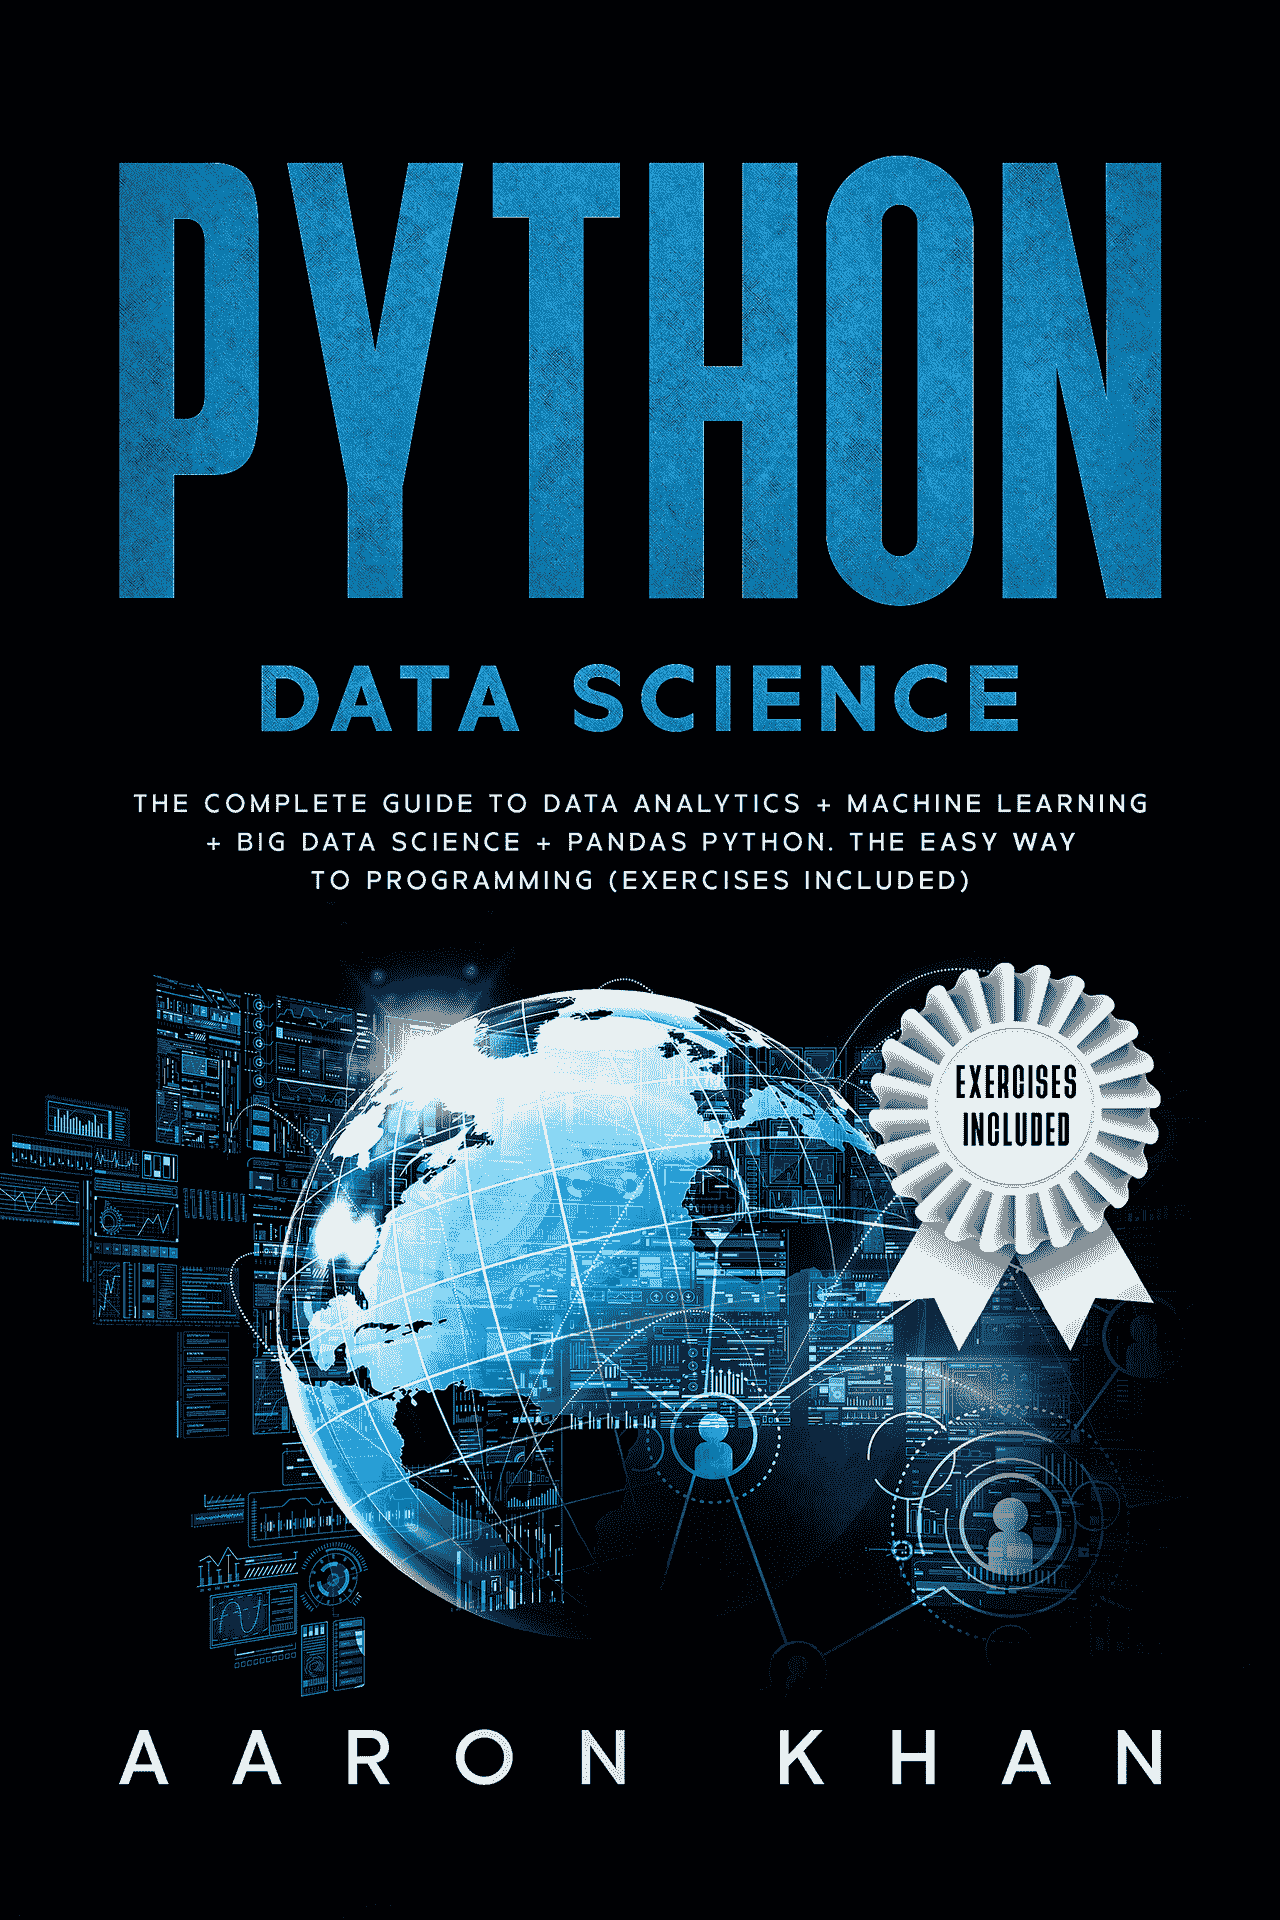 PYTHON
DATA SCIENCE
THE COMPLETE GUIDE TO DATA ANALYTICS + MACHINE LEARNING
+ BIG DATA SCIENCE + PANDAS PYTHON. THE EASY WAY
TO PROGRAMMING (EXERCISES INCLUDED)
EXERCISES
INCLUDED
AARON KHAN